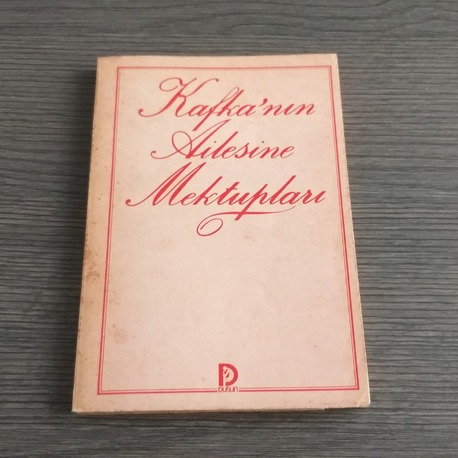 Kafka'nın
Ailesine
Mektupları
D
DÜŞÜN